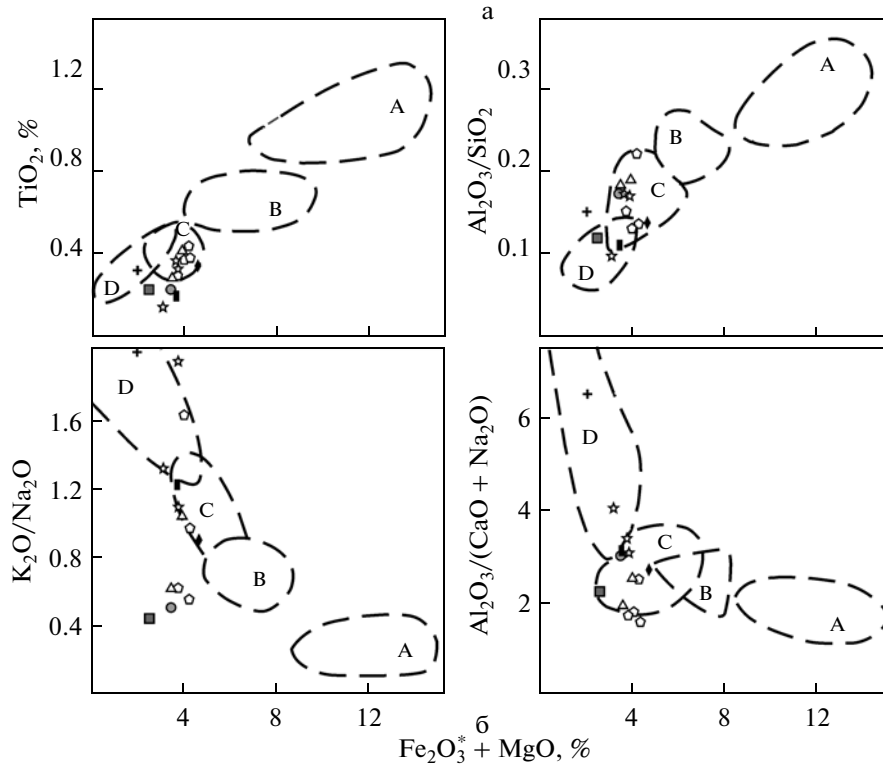 а
TiO2, %
1.2
0.8
0.4
A
B
C
D
Al2O3/SiO2
0.3
0.2
0.1
A
B
C
D
K2O/Na2O
1.6
1.2
0.8
0.4
D
C
B
A
Al2O3/(CaO + Na2O)
6
4
2
D
C
B
A
4
8
12
4
8
12
б
Fe2O3* + MgO, %